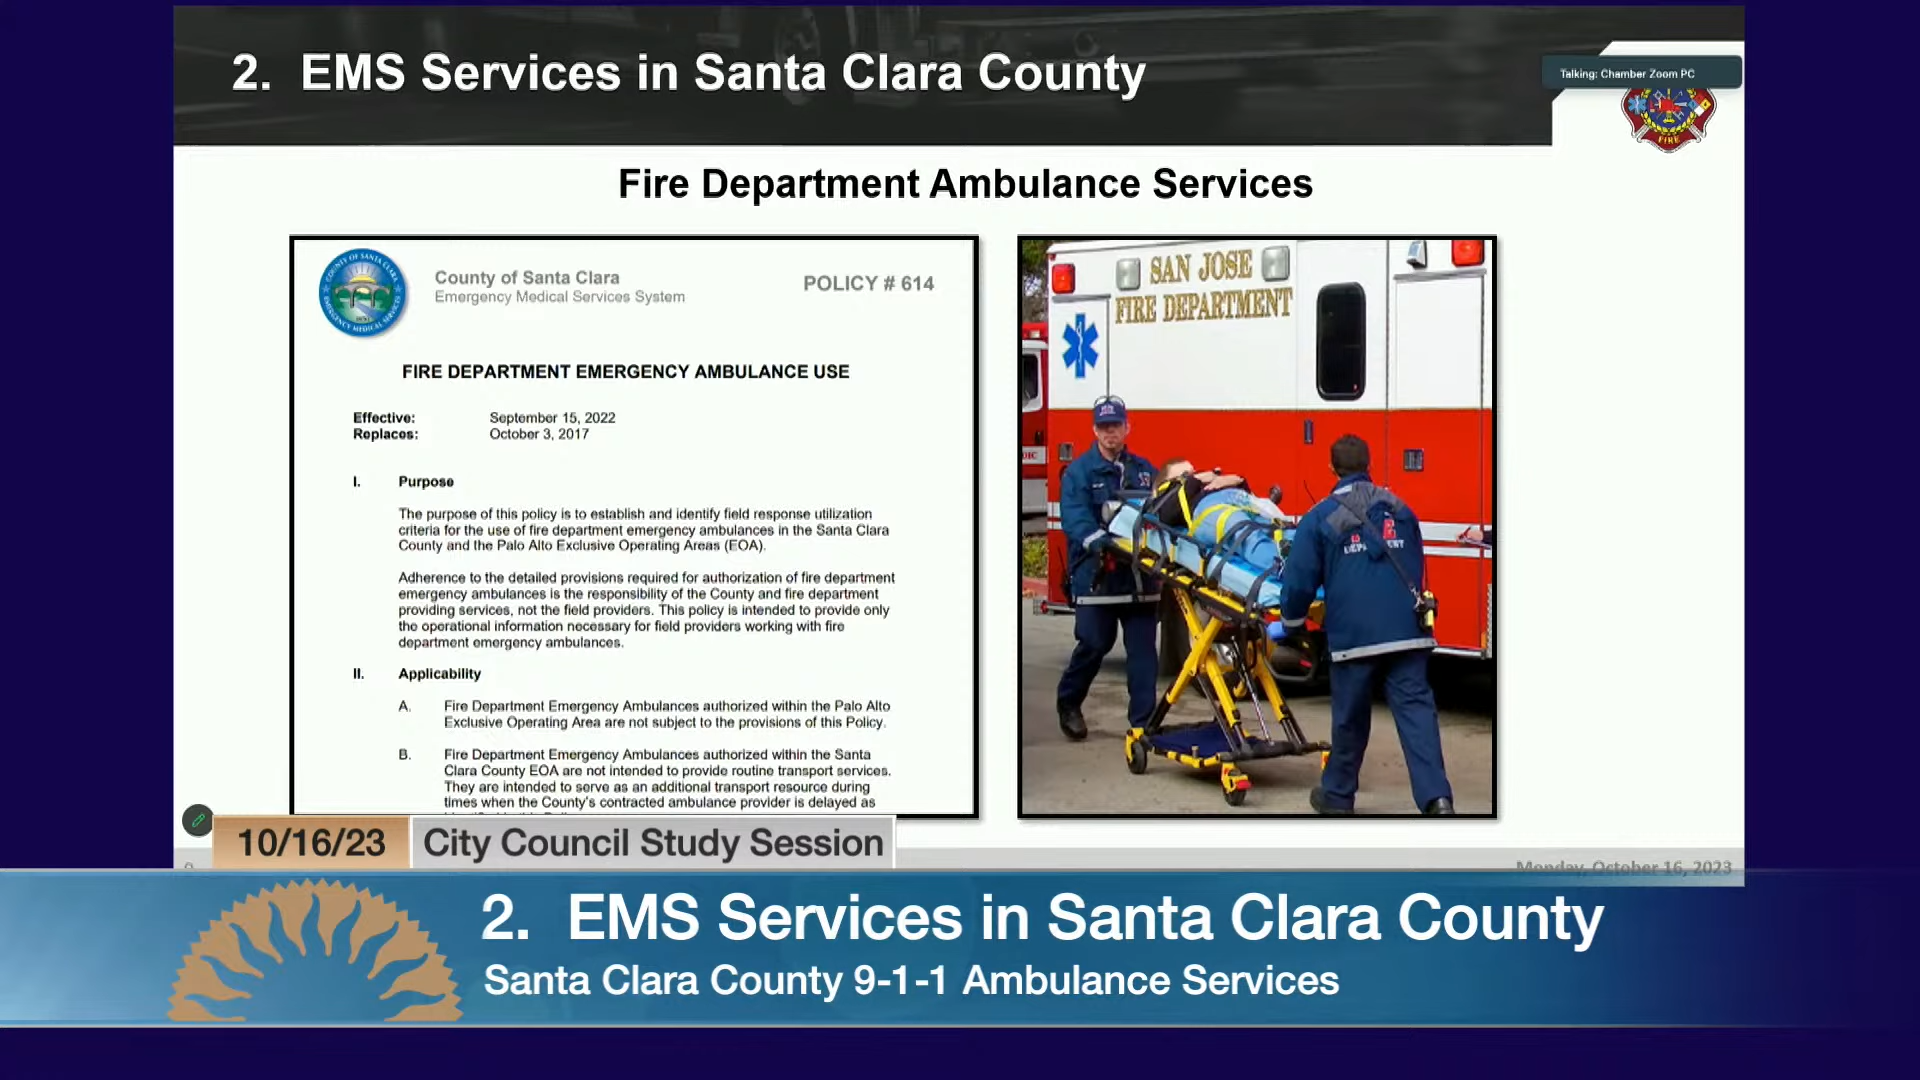 2. EMS Services in Santa Clara County
Talking: Chamber Zoom PC
FIRE
Fire Department Ambulance Services
COUNTY OF SANTA CLARA
EMERGENCY MEDICAL SERVICES
County of Santa Clara
Emergency Medical Services System
POLICY # 614
FIRE DEPARTMENT EMERGENCY AMBULANCE USE
Effective: September 15, 2022
Replaces: October 3, 2017
I. Purpose
The purpose of this policy is to establish and identify field response utilization
criteria for the use of fire department emergency ambulances in the Santa Clara
County and the Palo Alto Exclusive Operating Areas (EOA).
Adherence to the detailed provisions required for authorization of fire department
emergency ambulances is the responsibility of the County and fire department
providing services, not the field providers. This policy is intended to provide only
the operational information necessary for field providers working with fire
department emergency ambulances.
II. Applicability
A. Fire Department Emergency Ambulances authorized within the Palo Alto
Exclusive Operating Area are not subject to the provisions of this Policy.
B. Fire Department Emergency Ambulances authorized within the Santa
Clara County EOA are not intended to provide routine transport services.
They are intended to serve as an additional transport resource during
times when the County's contracted ambulance provider is delayed as
SAN JOSE
FIRE DEPARTMENT
10/16/23
City Council Study Session
Monday, October 16, 2023
2. EMS Services in Santa Clara County
Santa Clara County 9-1-1 Ambulance Services